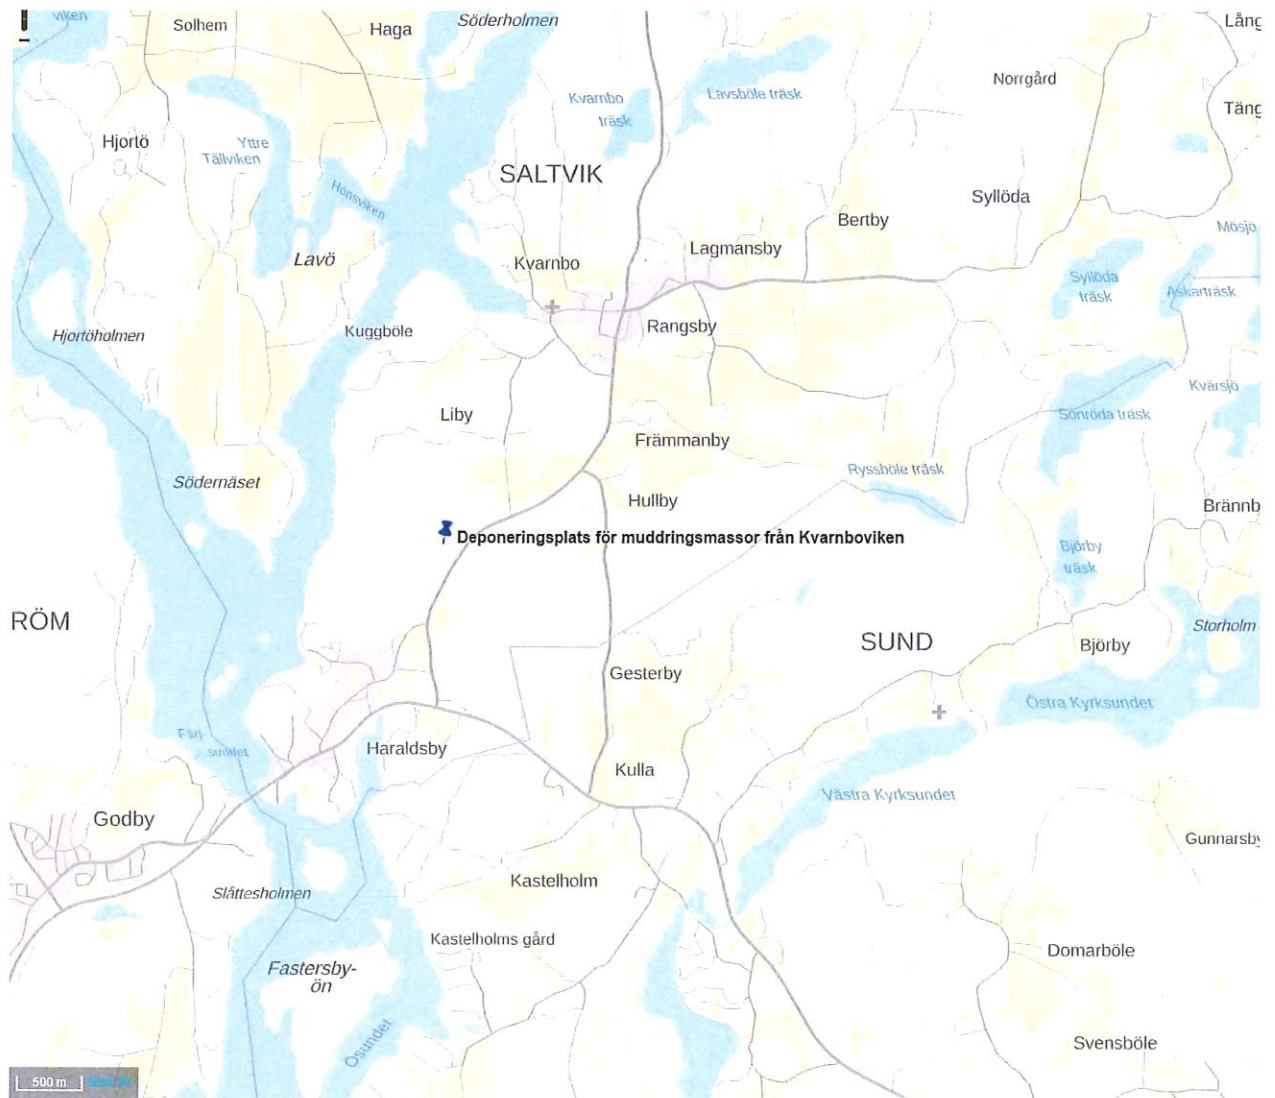 viken
Solhem
Haga
Söderholmen
Lång
Norrgård
Lavsböle träsk
Kvarnbo
träsk
Täng
Hjortö
Yttre
Tällviken
SALTVIK
Hönsviken
Syllöda
Bertby
Mösjö
Lagmansby
Lavö
Kvarnbo
Syllöda
träsk
Askarträsk
Hjortöholmen
Kuggböle
Rangsby
Kvärsjö
Liby
Sonröda träsk
Främmanby
Ryssböle träsk
Södernäset
Hullby
Brännb
Deponeringsplats för muddringsmassor från Kvarnboviken
Björby
träsk
RÖM
SUND
Storholm
Björby
Gesterby
Östra Kyrksundet
Färj-
sundet
Haraldsby
Kulla
Västra Kyrksundet
Godby
Gunnarsby
Kastelholm
Slåttesholmen
Kastelholms gård
Domarböle
Fastersby-
ön
Ösundet
Svensböle
500 m